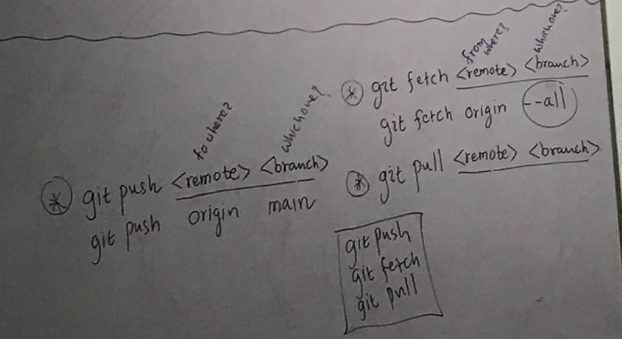 to where? which one?
* git push <remote> <branch>
git push origin main
from where? which one?
* git fetch <remote> <branch>
git fetch origin --all
* git pull <remote> <branch>
git push
git fetch
git pull